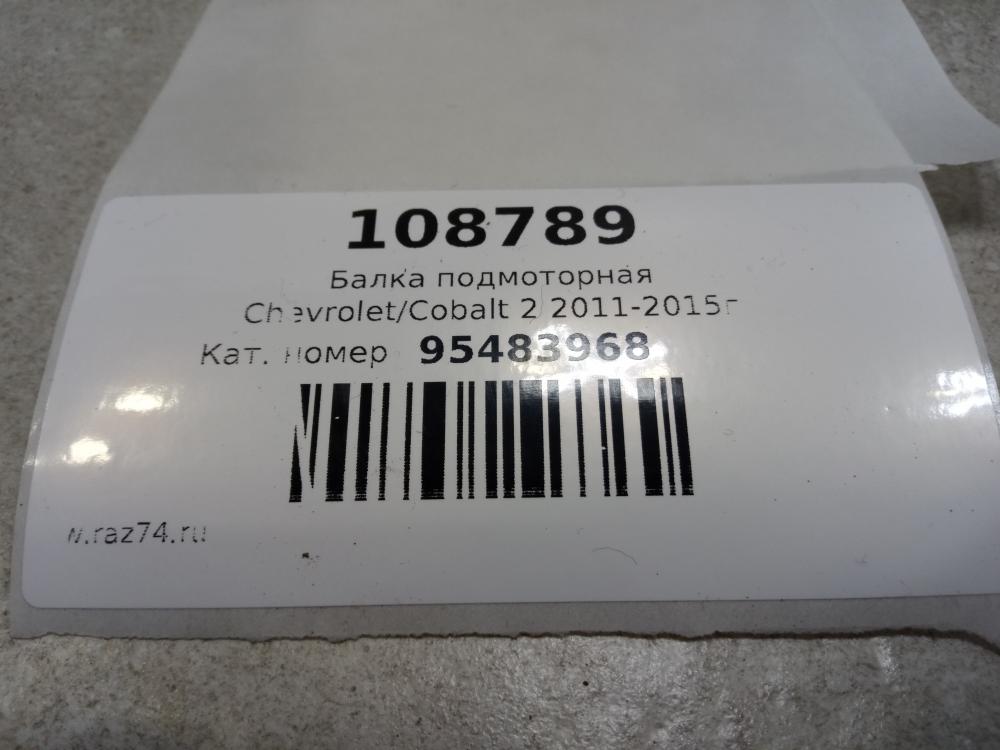 108789
Балка подмоторная
Chevrolet/Cobalt 2 2011-2015г
Кат. номер 95483968
w.raz74.ru